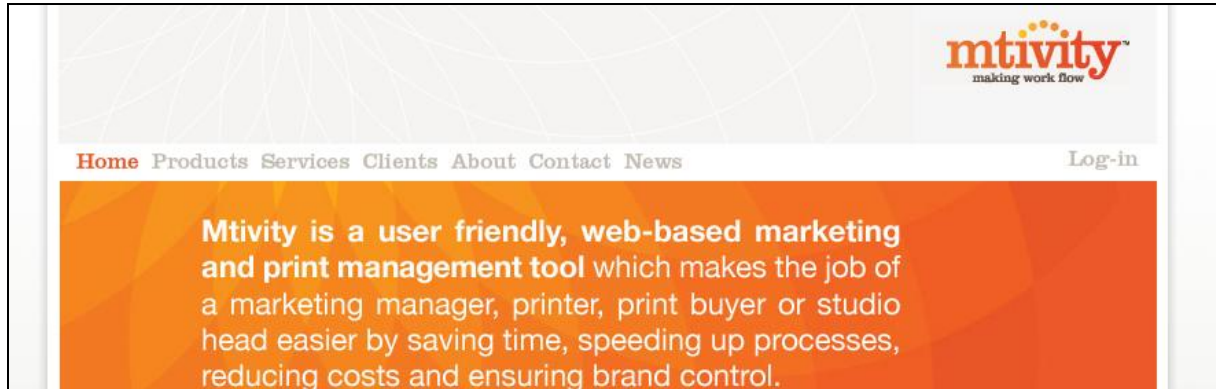 mtivity™
making work flow
Home Products Services Clients About Contact News Log-in
Mtivity is a user friendly, web-based marketing
and print management tool which makes the job of
a marketing manager, printer, print buyer or studio
head easier by saving time, speeding up processes,
reducing costs and ensuring brand control.